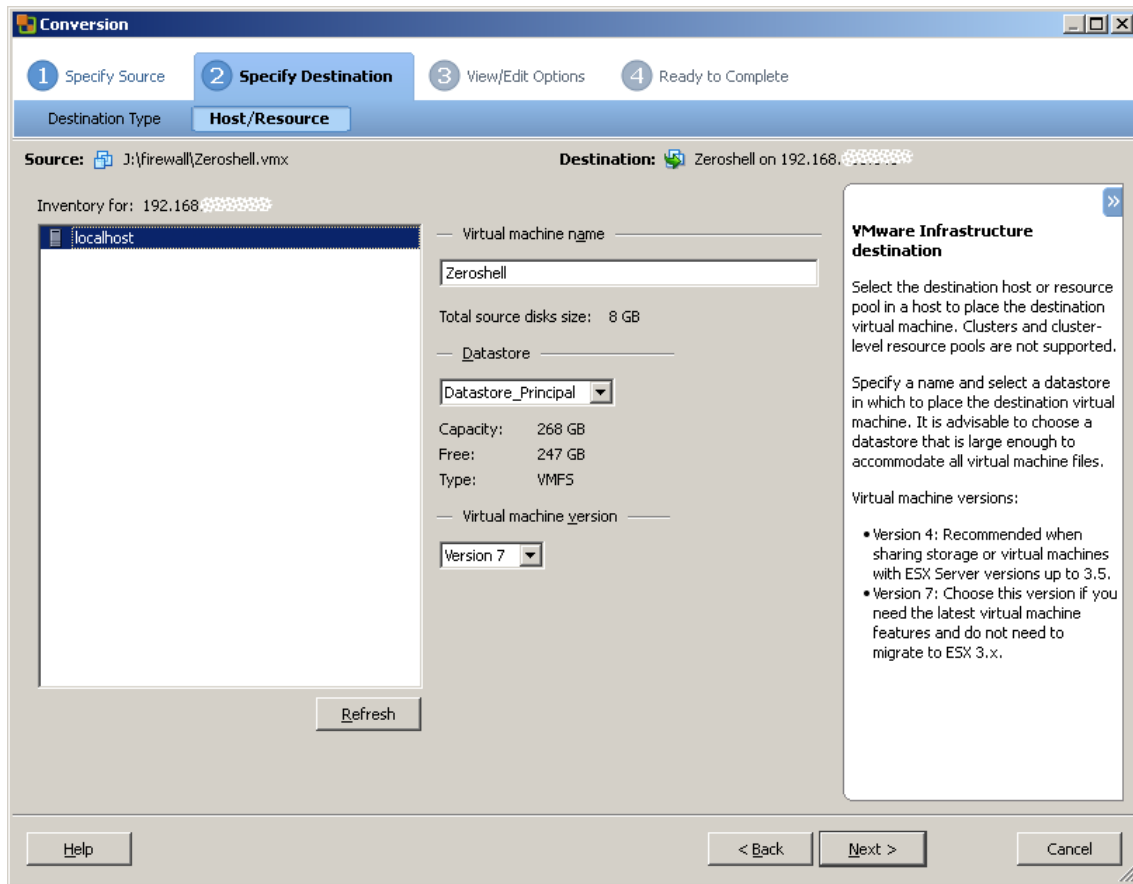 Conversion
1 Specify Source 2 Specify Destination 3 View/Edit Options 4 Ready to Complete
Destination Type Host/Resource
Source: J:\firewall\Zeroshell.vmx Destination: Zeroshell on 192.168.
Inventory for: 192.168
localhost
Virtual machine name
Zeroshell
Total source disks size: 8 GB
Datastore
Datastore_Principal
Capacity: 268 GB
Free: 247 GB
Type: VMFS
Virtual machine version
Version 7
Refresh
»
VMware Infrastructure
destination
Select the destination host or resource
pool in a host to place the destination
virtual machine. Clusters and cluster-
level resource pools are not supported.
Specify a name and select a datastore
in which to place the destination virtual
machine. It is advisable to choose a
datastore that is large enough to
accommodate all virtual machine files.
Virtual machine versions:
• Version 4: Recommended when
sharing storage or virtual machines
with ESX Server versions up to 3.5.
• Version 7: Choose this version if you
need the latest virtual machine
features and do not need to
migrate to ESX 3.x.
Help < Back Next > Cancel